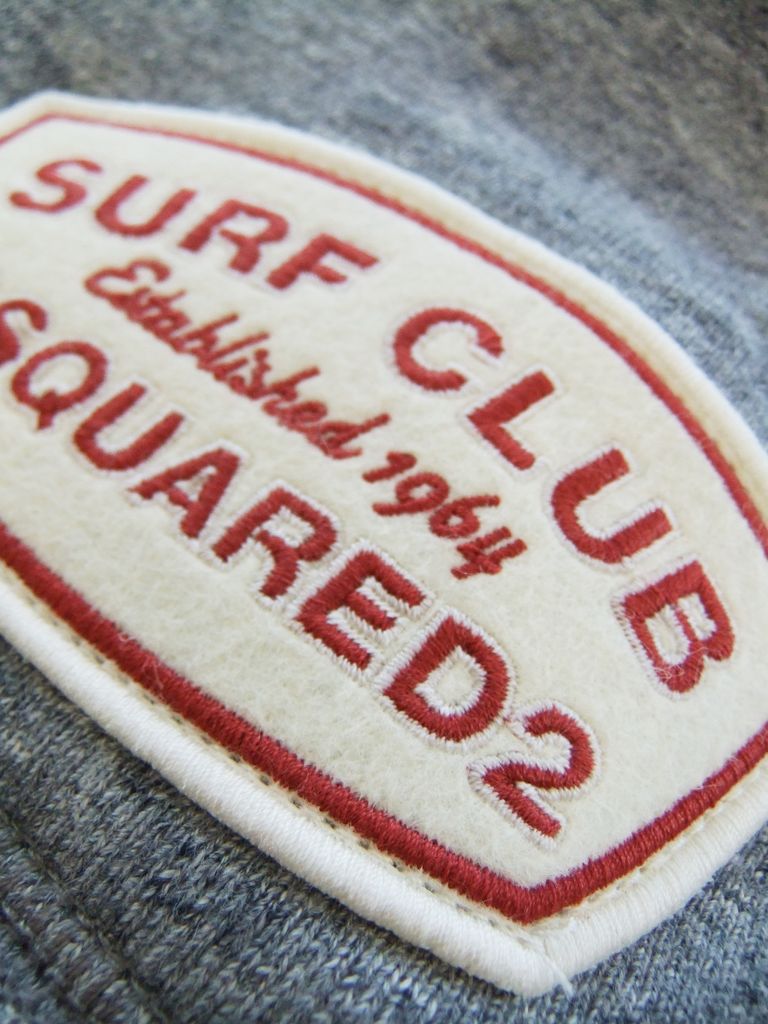 SURF CLUB
Established 1964
SQUARED2